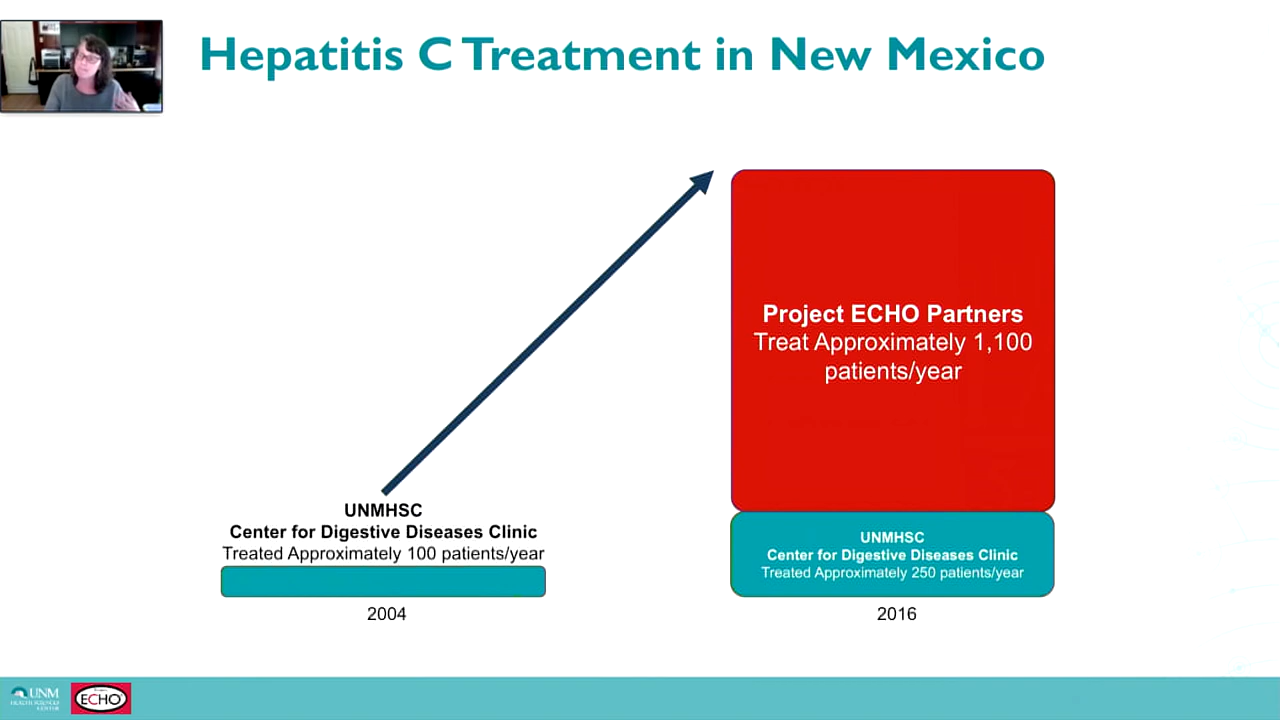 Hepatitis C Treatment in New Mexico
Project ECHO Partners
Treat Approximately 1,100
patients/year
UNMHSC
Center for Digestive Diseases Clinic
Treated Approximately 100 patients/year
UNMHSC
Center for Digestive Diseases Clinic
Treated Approximately 250 patients/year
2004
2016
UNM
HEALTH SCIENCES
CENTER
ECHO